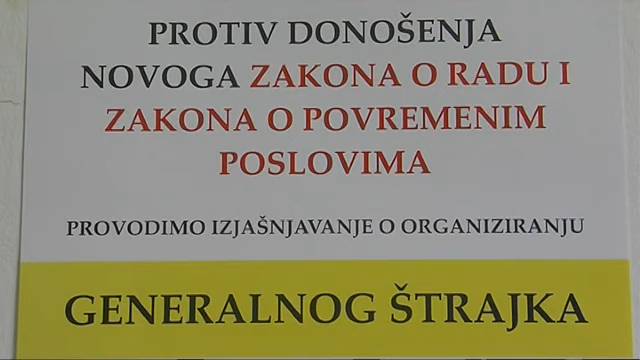 PROTIV DONOŠENJA
NOVOGA ZAKONA O RADU I
ZAKONA O POVREMENIM
POSLOVIMA
PROVODIMO IZJAŠNJAVANJE O ORGANIZIRANJU
GENERALNOG ŠTRAJKA